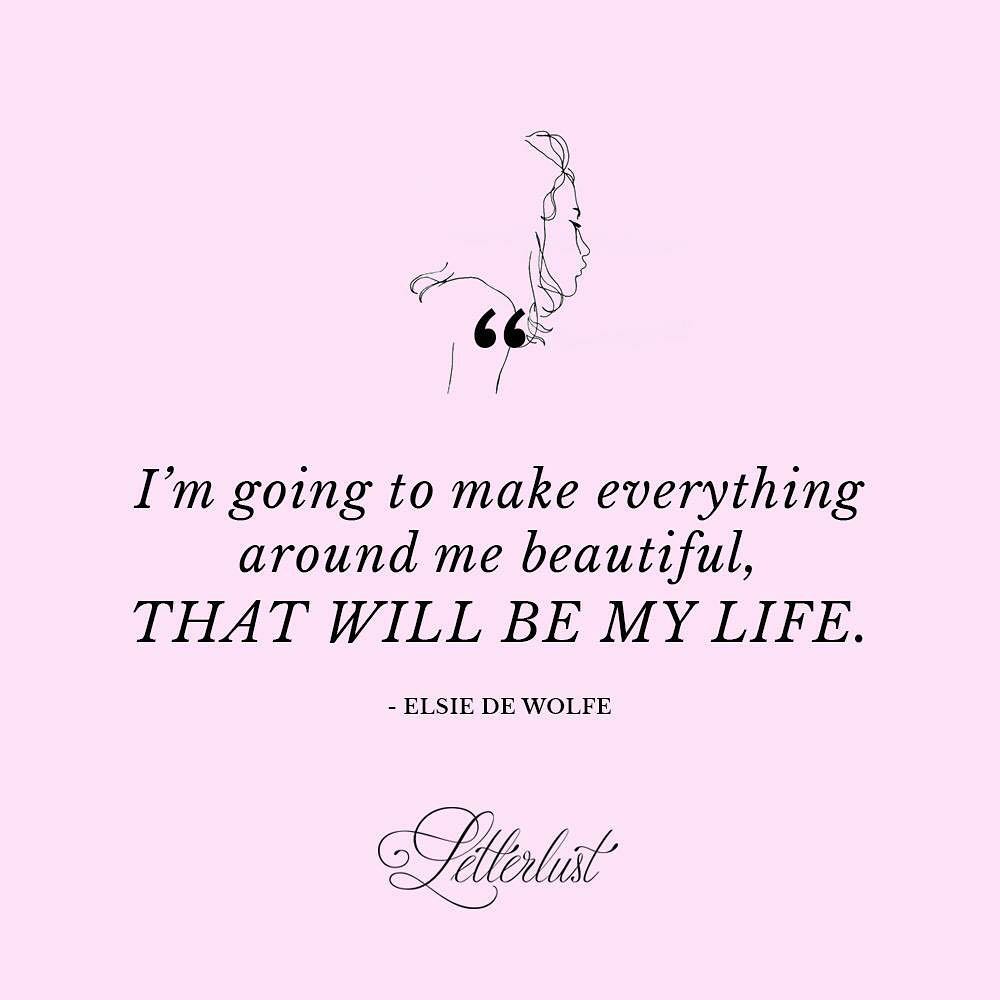 “
I’m going to make everything
around me beautiful,
THAT WILL BE MY LIFE.
- ELSIE DE WOLFE
Letterlust